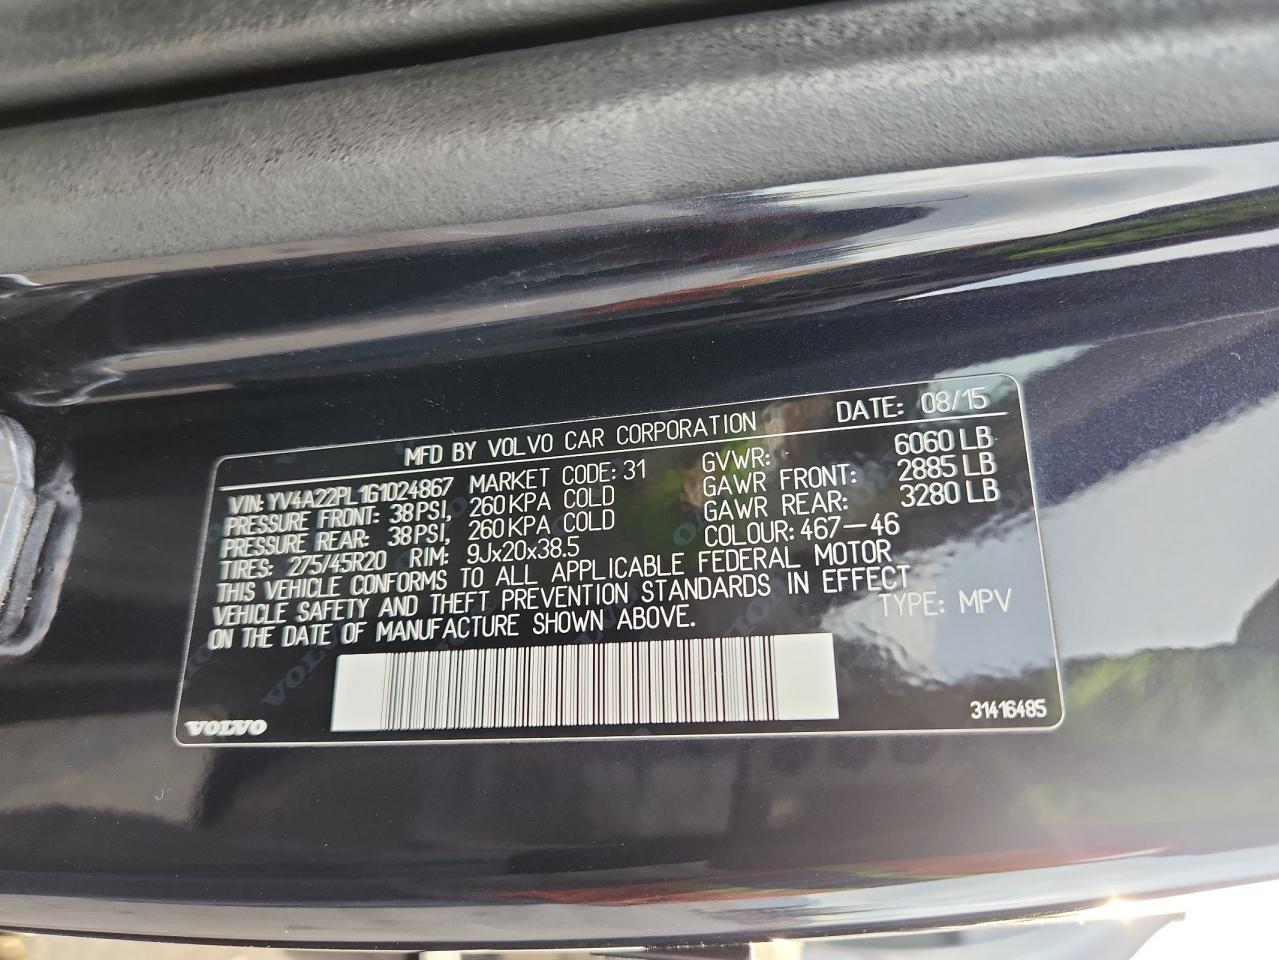 MFD BY VOLVO CAR CORPORATION DATE: 08/15
VIN: YV4A22PL1G1024867 MARKET CODE: 31 GVWR: 6060 LB
PRESSURE FRONT: 38 PSI, 260 KPA COLD GAWR FRONT: 2885 LB
PRESSURE REAR: 38 PSI, 260 KPA COLD GAWR REAR: 3280 LB
TIRES: 275/45R20 RIM: 9Jx20x38.5 COLOUR: 467-46
THIS VEHICLE CONFORMS TO ALL APPLICABLE FEDERAL MOTOR
VEHICLE SAFETY AND THEFT PREVENTION STANDARDS IN EFFECT
ON THE DATE OF MANUFACTURE SHOWN ABOVE. TYPE: MPV
VOLVO 31416485